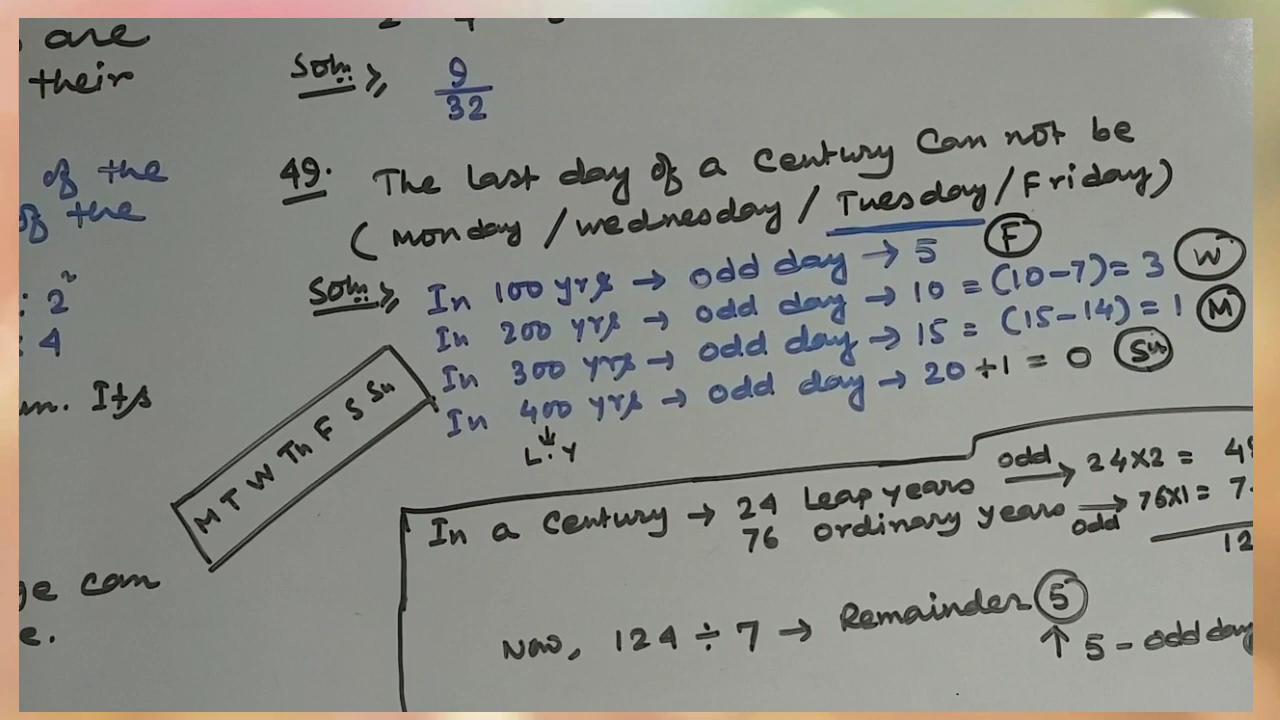 are
their
of the
of the
: 2²
: 4
Its
can
e.
Soln:
9
32
49. The last day of a century can not be
(Monday / Wednesday / Tuesday / Friday)
Soln: In 100 yrs → odd day → 5 (F)
In 200 yrs → odd day → 10 = (10-7) = 3 (W)
In 300 yrs → odd day → 15 = (15-14) = 1 (M)
In 400 yrs → odd day → 20 +1 = 0 (Su)
L.Y
M T W Th F S Su
In a century → 24 Leap years odd → 24×2 = 4
76 ordinary years odd → 76×1 = 7
12
Now, 124 ÷ 7 → Remainder (5)
↑ 5 - odd day